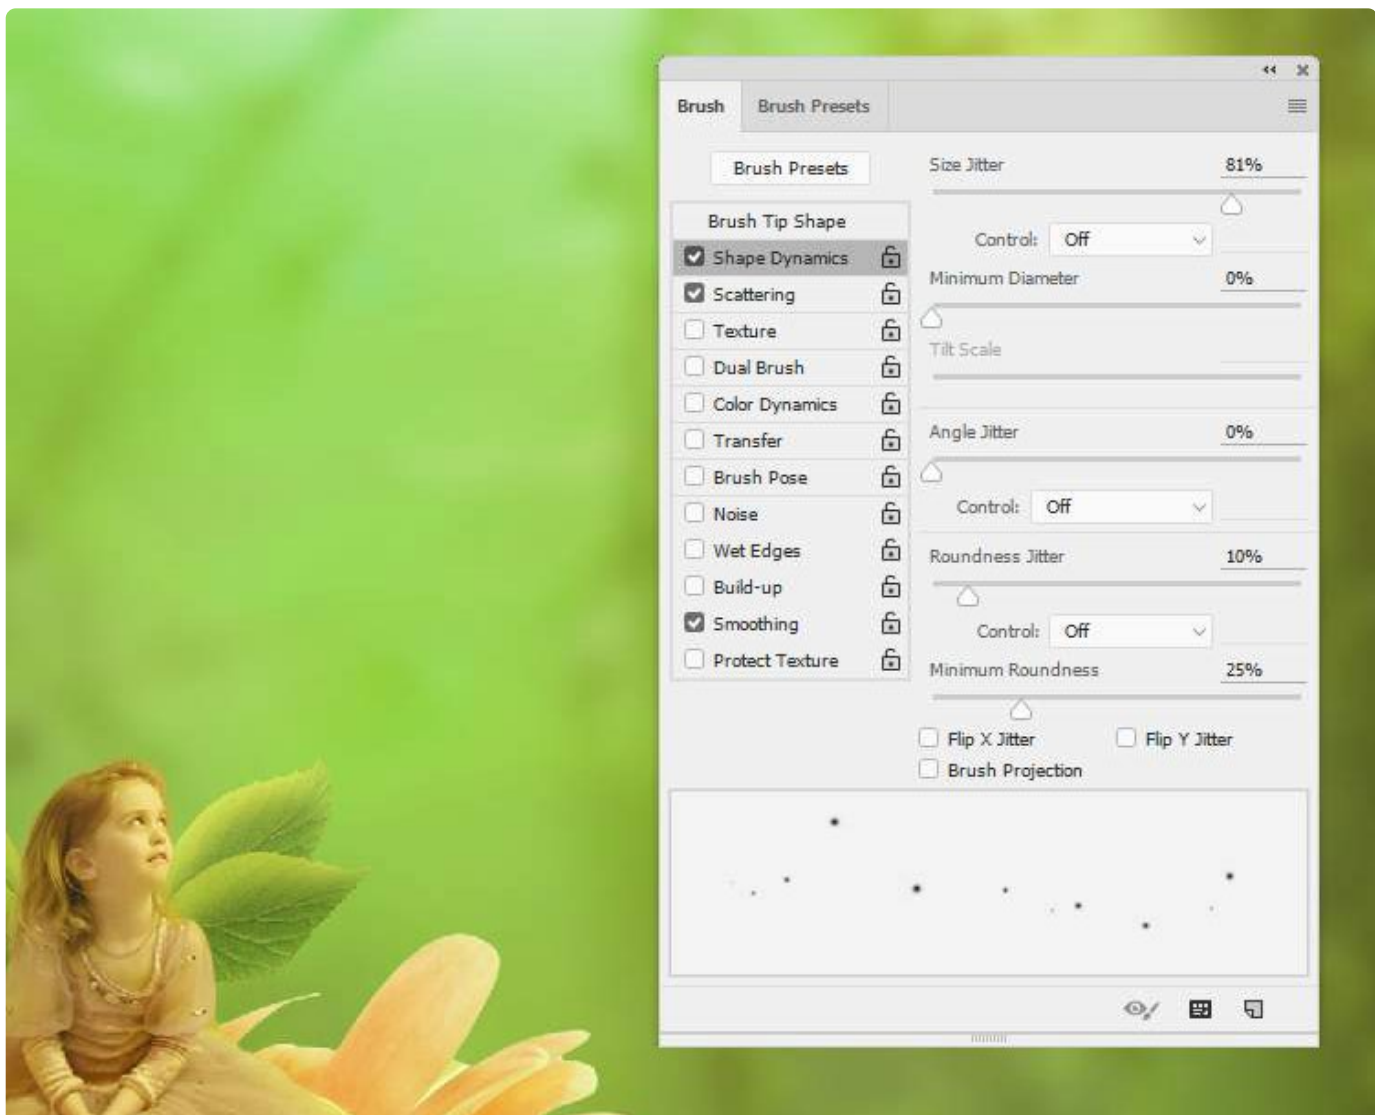 Brush
Brush Presets
Brush Presets
Brush Tip Shape
Shape Dynamics
Scattering
Texture
Dual Brush
Color Dynamics
Transfer
Brush Pose
Noise
Wet Edges
Build-up
Smoothing
Protect Texture
Size Jitter 81%
Control: Off
Minimum Diameter 0%
Tilt Scale
Angle Jitter 0%
Control: Off
Roundness Jitter 10%
Control: Off
Minimum Roundness 25%
Flip X Jitter Flip Y Jitter
Brush Projection